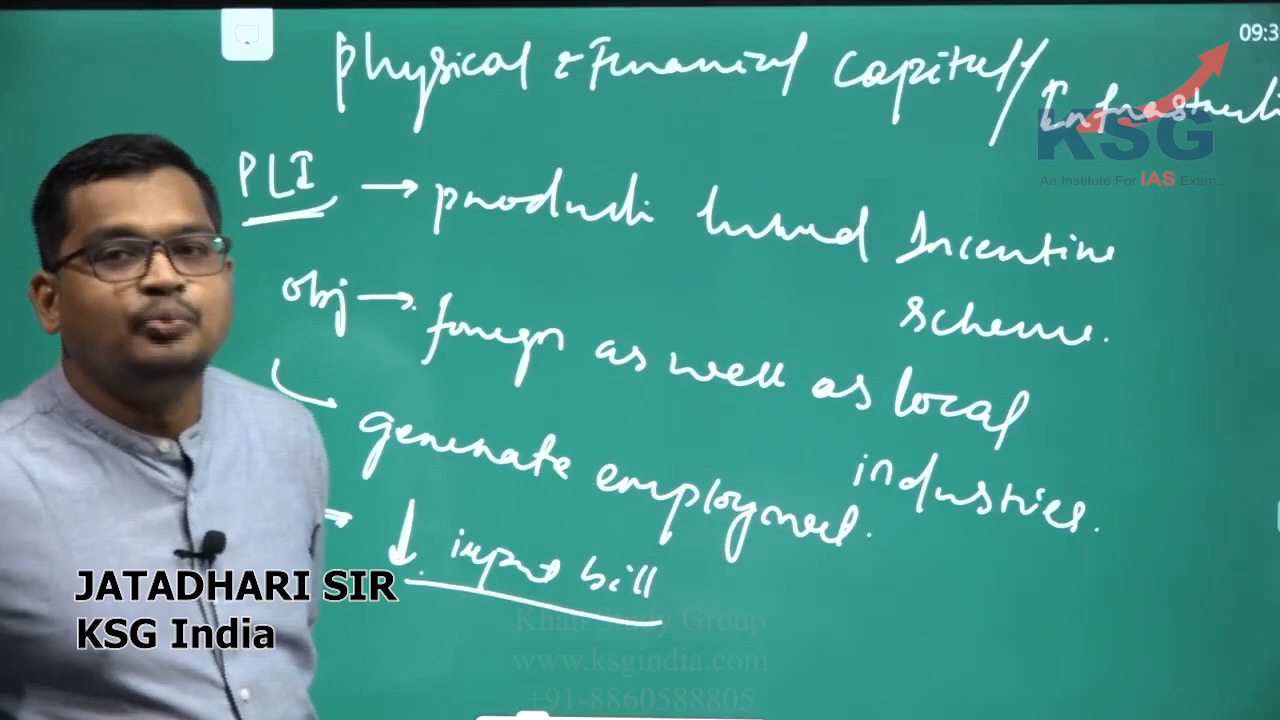 09:3
Physical & Financial Capital/
Infrastructi
KSG
An Institute For IAS Exam...
PLI → producti linked Incentive
scheme.
obj → foreign as well as local
industries.
generate employment.
↓ import bill
JATADHARI SIR
KSG India
Khan Study Group
www.ksgindia.com
+91-8860588805